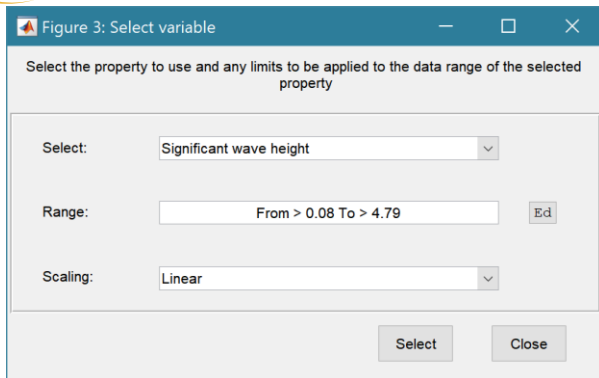 Figure 3: Select variable
Select the property to use and any limits to be applied to the data range of the selected
property
Select: Significant wave height
Range: From > 0.08 To > 4.79 Ed
Scaling: Linear
Select Close